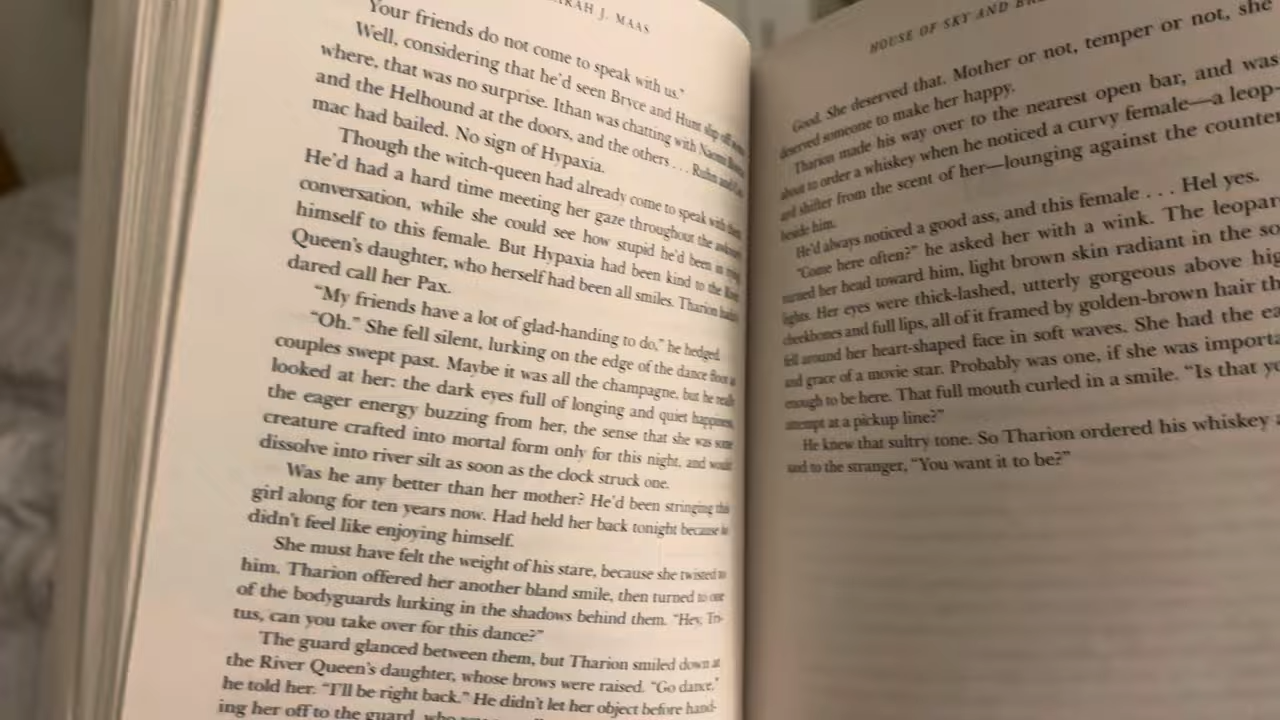 J. MAAS
Your friends do not come to speak with us."
Well, considering that he'd seen Bryce and Hunt slip off
where, that was no surprise. Ithan was chatting with
and the Helhound at the doors, and the others . . . Ruhn and
mac had bailed. No sign of Hypaxia.
Though the witch-queen had already come to speak with them.
He'd had a hard time meeting her gaze throughout the
conversation, while she could see how stupid he'd been in
himself to this female. But Hypaxia had been kind to the River
Queen's daughter, who herself had been all smiles. Tharion
dared call her Pax.
"My friends have a lot of glad-handing to do," he hedged.
"Oh." She fell silent, lurking on the edge of the dance floor as
couples swept past. Maybe it was all the champagne, but he really
looked at her: the dark eyes full of longing and quiet happiness,
the eager energy buzzing from her, the sense that she was some
creature crafted into mortal form only for this night, and would
dissolve into river silt as soon as the clock struck one.
Was he any better than her mother? He'd been stringing this
girl along for ten years now. Had held her back tonight because he
didn't feel like enjoying himself.
She must have felt the weight of his stare, because she twisted to
him. Tharion offered her another bland smile, then turned to one
of the bodyguards lurking in the shadows behind them. "Hey, Tri-
tus, can you take over for this dance?"
The guard glanced between them, but Tharion smiled down at
the River Queen's daughter, whose brows were raised. "Go dance,"
he told her. "I'll be right back." He didn't let her object before hand-
ing her off to the guard, who
HOUSE OF SKY AND
Good. She deserved that. Mother or not, temper or not, she
deserved someone to make her happy.
Tharion made his way over to the nearest open bar, and was
about to order a whiskey when he noticed a curvy female—a leop-
ard shifter from the scent of her—lounging against the counter
beside him.
He'd always noticed a good ass, and this female . . . Hel yes.
"Come here often?" he asked her with a wink. The leopar
turned her head toward him, light brown skin radiant in the so
lights. Her eyes were thick-lashed, utterly gorgeous above hig
cheekbones and full lips, all of it framed by golden-brown hair th
fell around her heart-shaped face in soft waves. She had the ea
and grace of a movie star. Probably was one, if she was importa
enough to be here. That full mouth curled in a smile. "Is that yo
attempt at a pickup line?"
He knew that sultry tone. So Tharion ordered his whiskey a
said to the stranger, "You want it to be?"